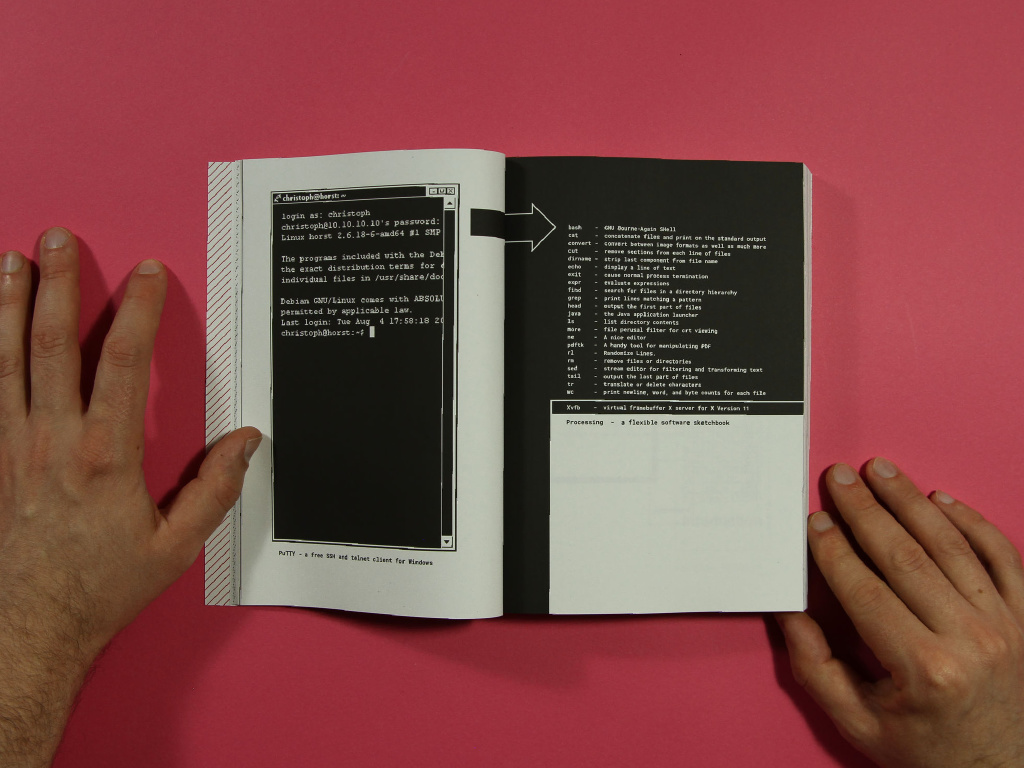 christoph@horst: ~
login as: christoph
christoph@10.10.10.10's password:
Linux horst 2.6.18-6-amd64 #1 SMP
The programs included with the Deb
the exact distribution terms for e
individual files in /usr/share/doc
Debian GNU/Linux comes with ABSOLU
permitted by applicable law.
Last login: Tue Aug  4 17:58:18 20
christoph@horst:~$
PuTTY - a free SSH and telnet client for Windows
bash - GNU Bourne-Again SHell
cat - concatenate files and print on the standard output
convert - convert between image formats as well as much more
cut - remove sections from each line of files
dirname - strip last component from file name
echo - display a line of text
exit - cause normal process termination
expr - evaluate expressions
find - search for files in a directory hierarchy
grep - print lines matching a pattern
head - output the first part of files
java - the Java application launcher
ls - list directory contents
more - file perusal filter for crt viewing
ne - A nice editor
pdftk - A handy tool for manipulating PDF
rl - Randomize Lines.
rm - remove files or directories
sed - stream editor for filtering and transforming text
tail - output the last part of files
tr - translate or delete characters
wc - print newline, word, and byte counts for each file
Xvfb - virtual framebuffer X server for X Version 11
Processing - a flexible software sketchbook